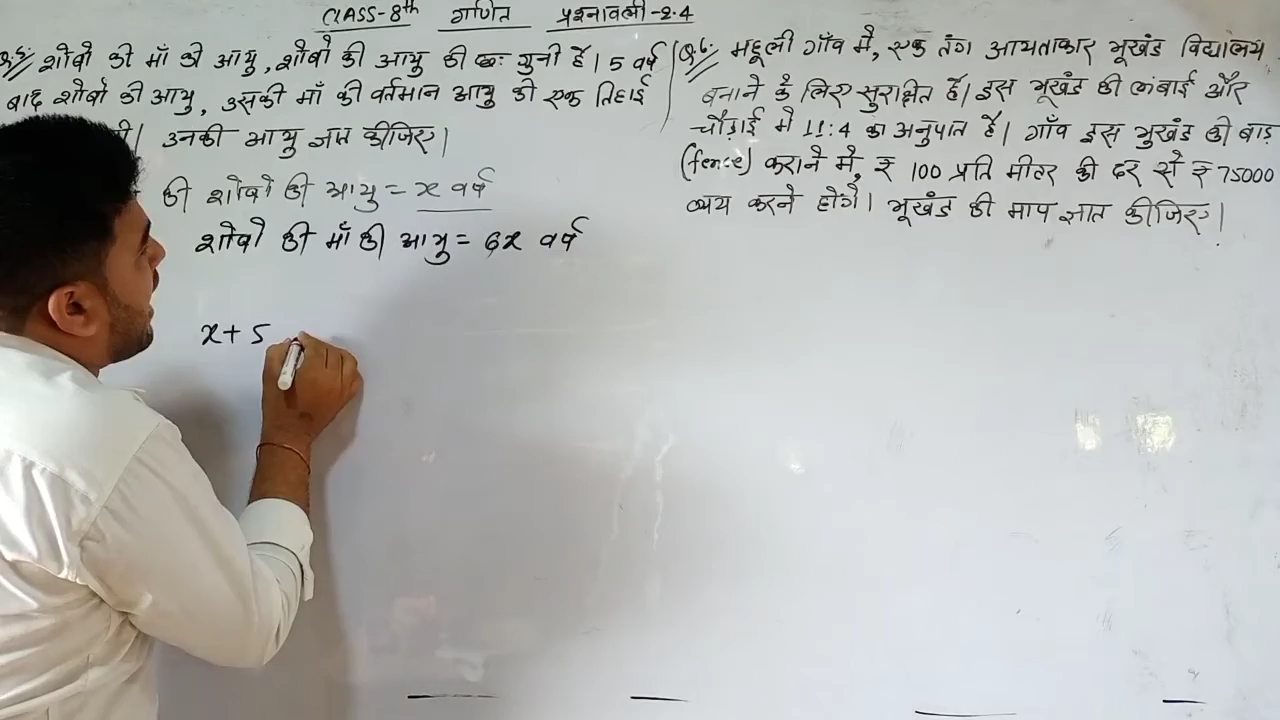 CLASS-8th गणित प्रश्नावली-2.4
Q.5: शोबो की माँ की आयु, शोबो की आयु की छः गुनी है। 5 वर्ष
बाद शोबो की आयु, उसकी माँ की वर्तमान आयु की एक तिहाई
उनकी आयु ज्ञात कीजिए।
की शोबो की आयु = x वर्ष
शोबो की माँ की आयु = 6x वर्ष
x + 5
Q.6: महूली गाँव में, एक तंग आयताकार भूखंड विद्यालय
बनाने के लिए सुरक्षित है। इस भूखंड की लंबाई और
चौड़ाई में 11:4 का अनुपात है। गाँव इस भूखंड की बाड़
(fence) कराने में, ₹ 100 प्रति मीटर की दर से ₹ 75000
व्यय करने होंगे। भूखंड की माप ज्ञात कीजिए।